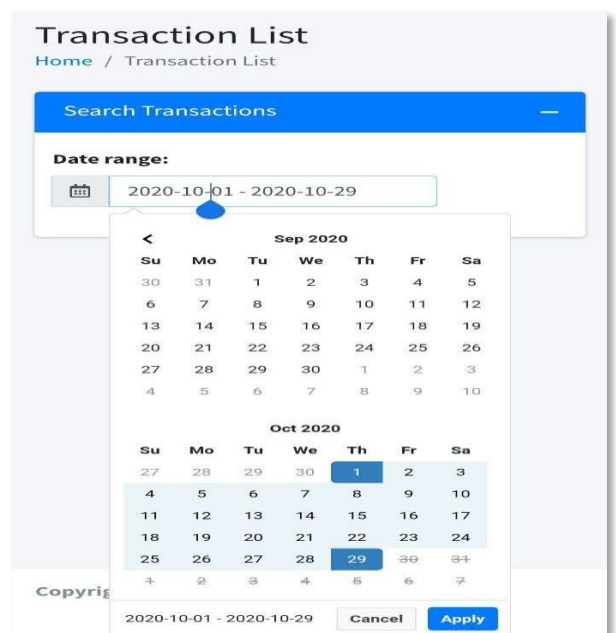 Transaction List
Home / Transaction List
Search Transactions
Date range:
2020-10-01 - 2020-10-29
< Sep 2020
Su Mo Tu We Th Fr Sa
30 31 1 2 3 4 5
6 7 8 9 10 11 12
13 14 15 16 17 18 19
20 21 22 23 24 25 26
27 28 29 30 1 2 3
4 5 6 7 8 9 10
Oct 2020
Su Mo Tu We Th Fr Sa
27 28 29 30 1 2 3
4 5 6 7 8 9 10
11 12 13 14 15 16 17
18 19 20 21 22 23 24
25 26 27 28 29 30 31
1 2 3 4 5 6 7
Copyrig
2020-10-01 - 2020-10-29 Cancel Apply